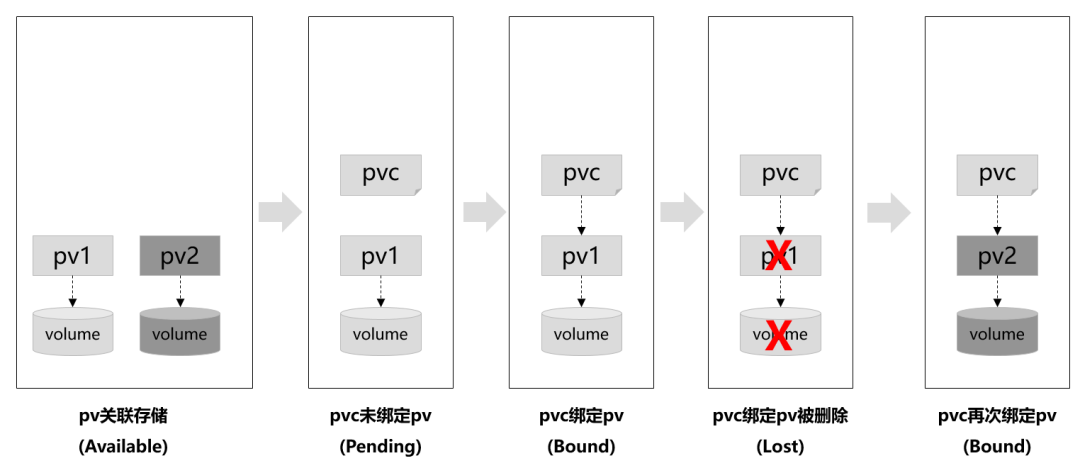 pvc
pvc
pvc
pvc
pv1
pv2
pv1
pv1
pv1
pv2
volume
volume
volume
volume
volume
volume
X
X
pv关联存储
(Available)
pvc未绑定pv
(Pending)
pvc绑定pv
(Bound)
pvc绑定pv被删除
(Lost)
pvc再次绑定pv
(Bound)